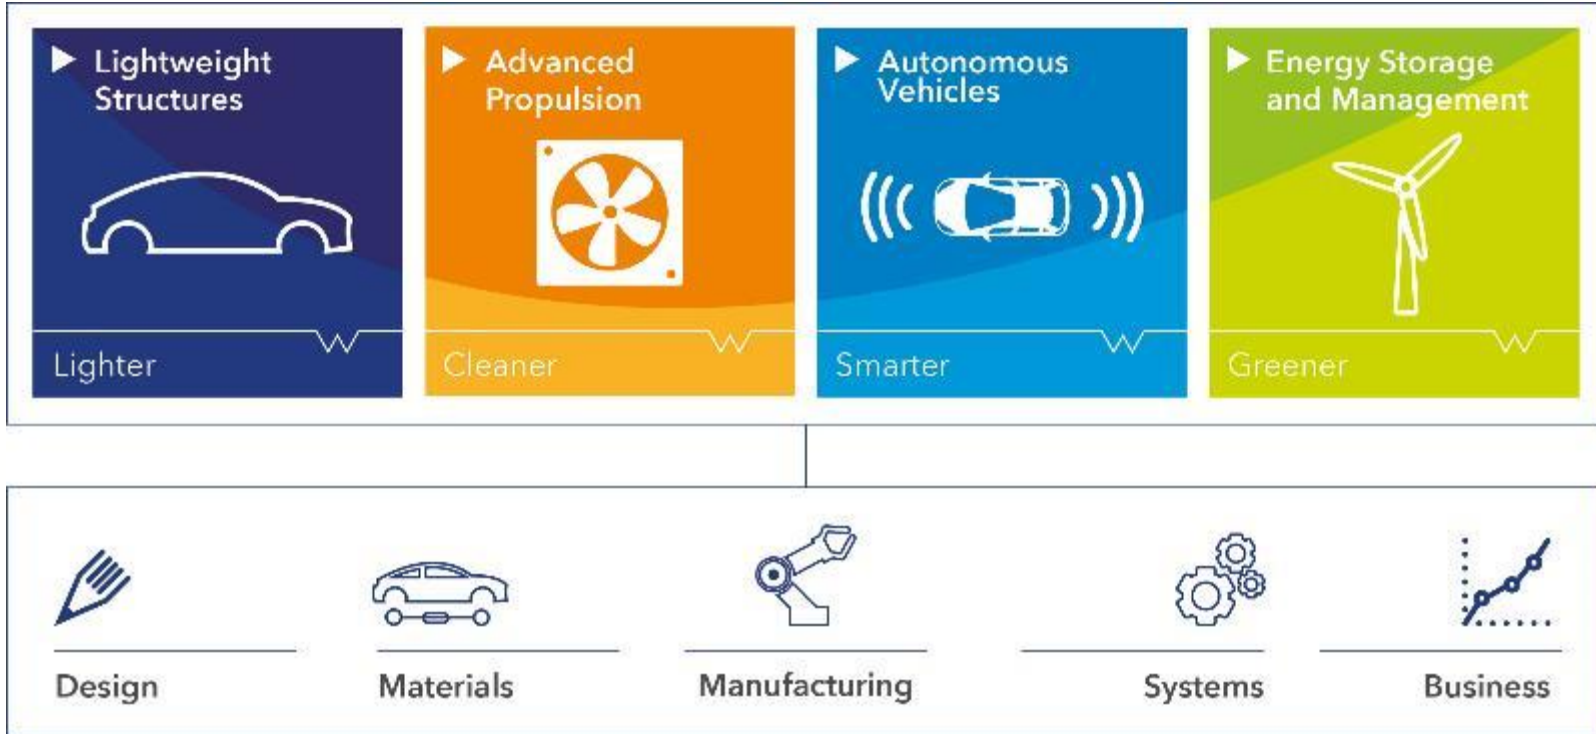 Lightweight
Structures
Advanced
Propulsion
Autonomous
Vehicles
Energy Storage
and Management
Lighter
Cleaner
Smarter
Greener
Design
Materials
Manufacturing
Systems
Business